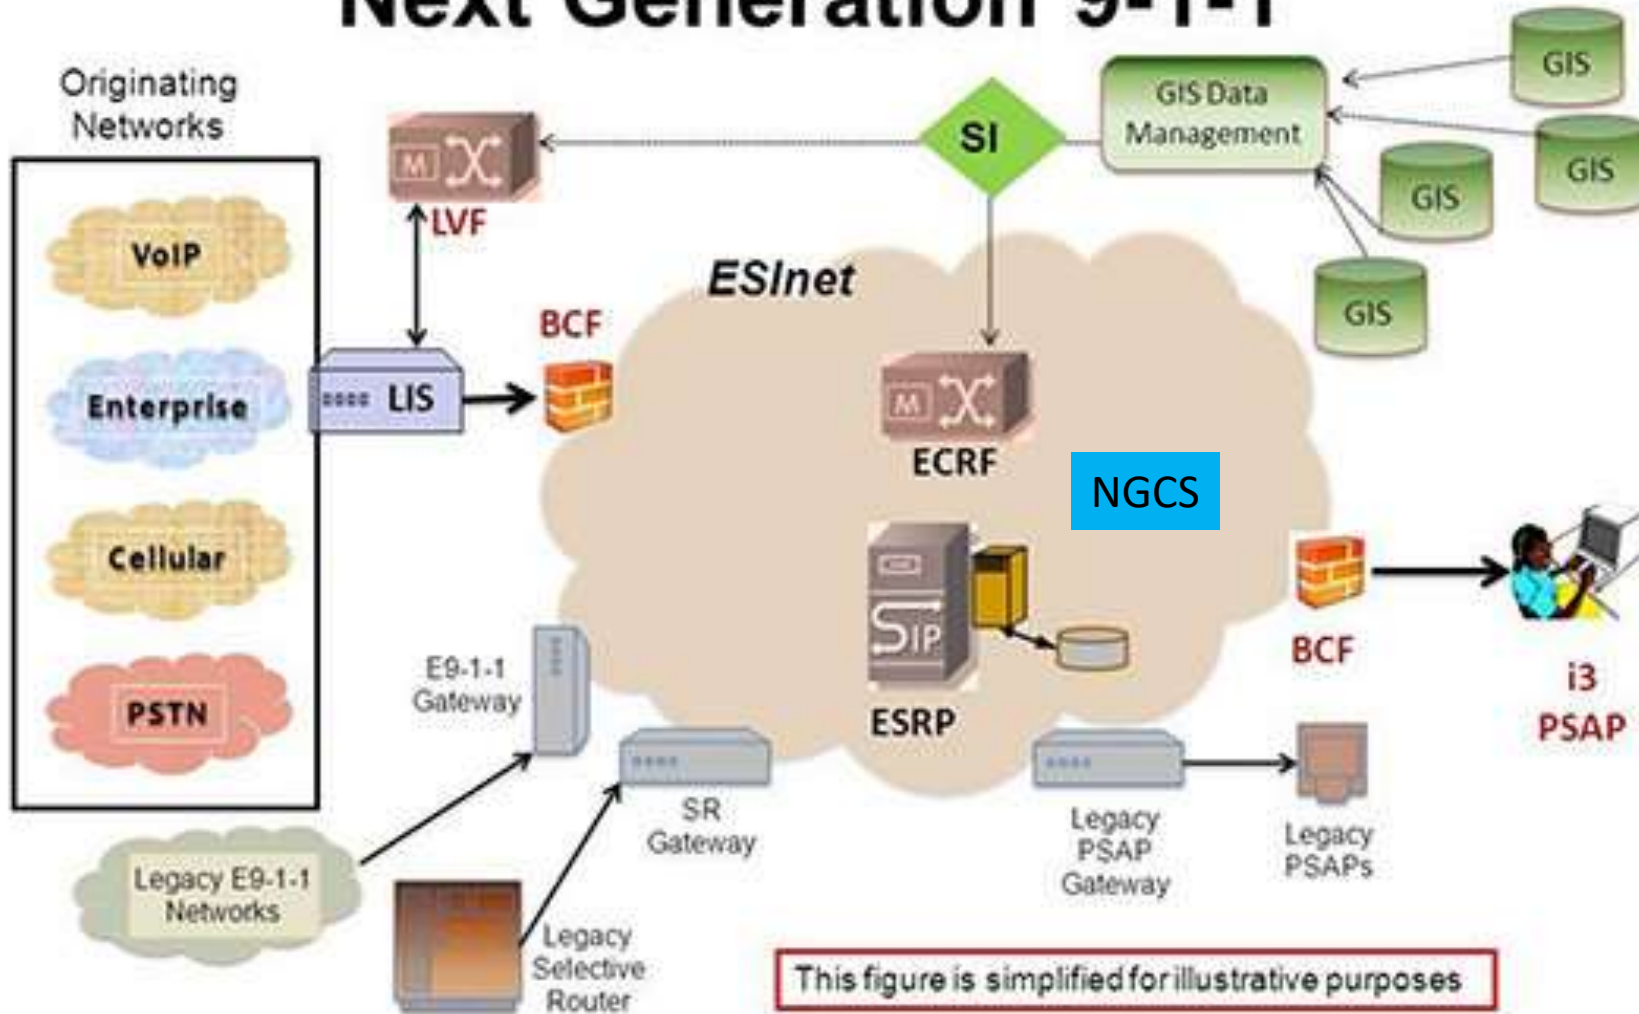 Next Generation 9-1-1
Originating
Networks
VoIP
Enterprise
Cellular
PSTN
M
LVF
LIS
BCF
SI
GIS Data
Management
GIS
GIS
GIS
GIS
ESInet
M
ECRF
NGCS
SIP
ESRP
BCF
i3
PSAP
E9-1-1
Gateway
SR
Gateway
Legacy
PSAP
Gateway
Legacy
PSAPs
Legacy E9-1-1
Networks
Legacy
Selective
Router
This figure is simplified for illustrative purposes